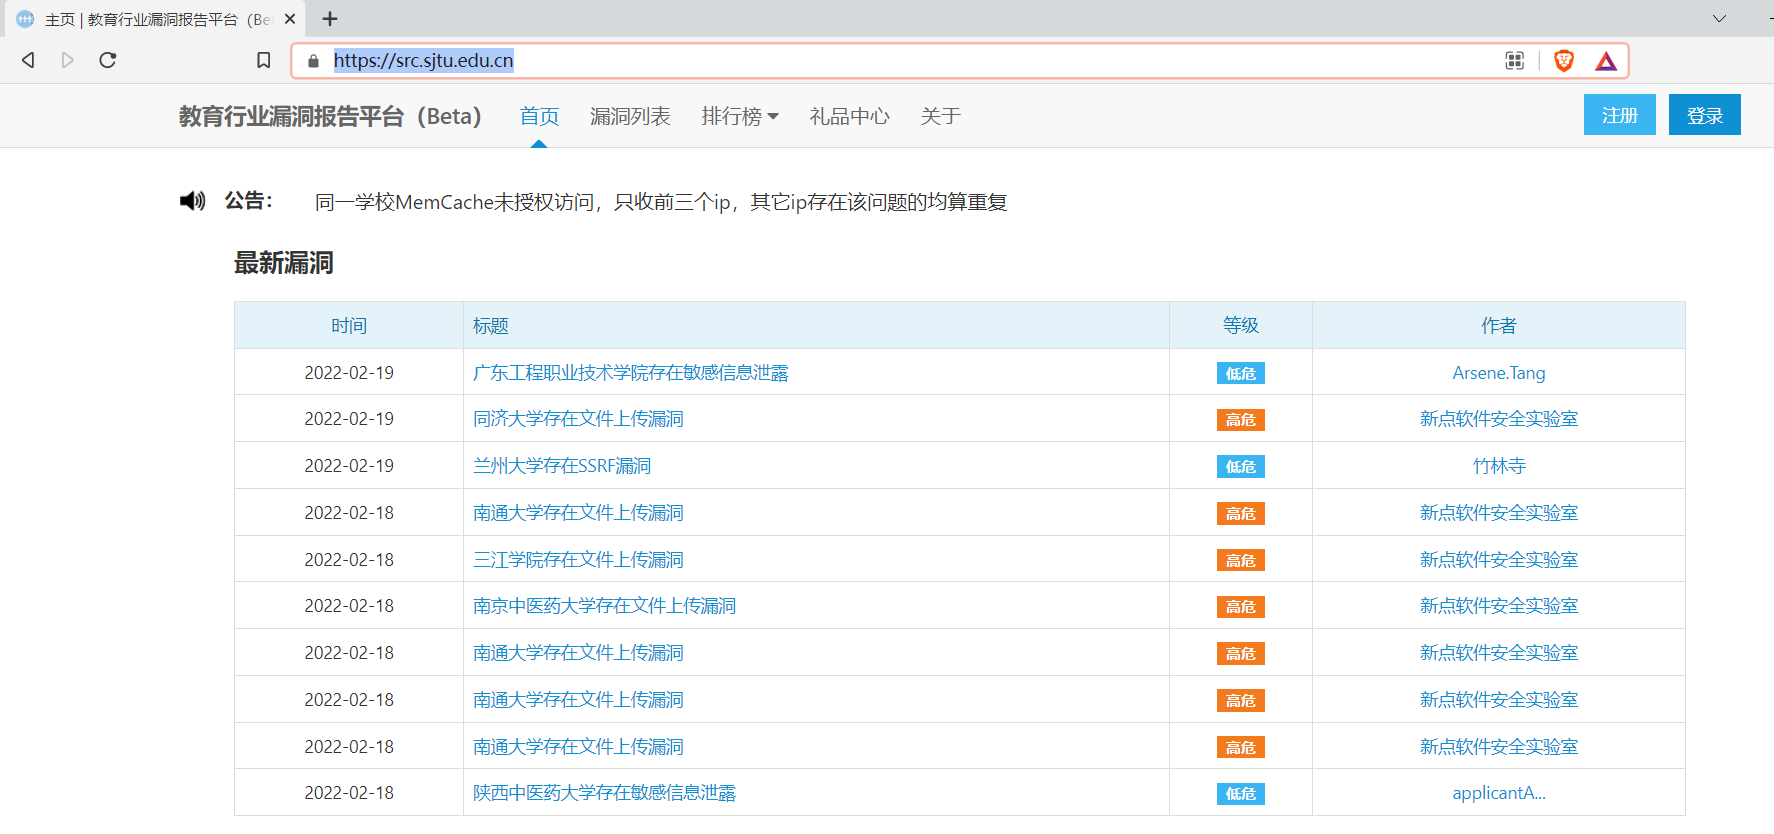 主页 | 教育行业漏洞报告平台（Be
https://src.sjtu.edu.cn
教育行业漏洞报告平台（Beta） 首页 漏洞列表 排行榜 礼品中心 关于 注册 登录
公告： 同一学校MemCache未授权访问，只收前三个ip，其它ip存在该问题的均算重复
最新漏洞
时间 标题 等级 作者
2022-02-19 广东工程职业技术学院存在敏感信息泄露 低危 Arsene.Tang
2022-02-19 同济大学存在文件上传漏洞 高危 新点软件安全实验室
2022-02-19 兰州大学存在SSRF漏洞 低危 竹林寺
2022-02-18 南通大学存在文件上传漏洞 高危 新点软件安全实验室
2022-02-18 三江学院存在文件上传漏洞 高危 新点软件安全实验室
2022-02-18 南京中医药大学存在文件上传漏洞 高危 新点软件安全实验室
2022-02-18 南通大学存在文件上传漏洞 高危 新点软件安全实验室
2022-02-18 南通大学存在文件上传漏洞 高危 新点软件安全实验室
2022-02-18 南通大学存在文件上传漏洞 高危 新点软件安全实验室
2022-02-18 陕西中医药大学存在敏感信息泄露 低危 applicantA...